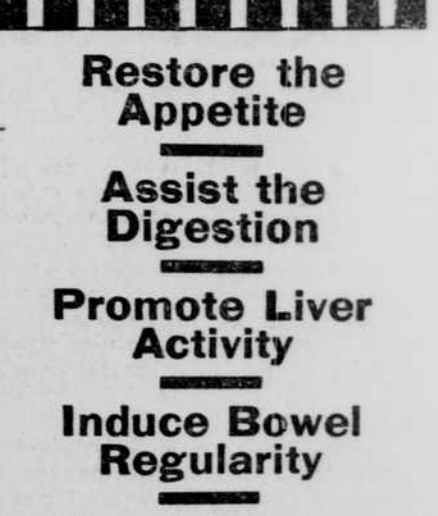 Restore the
Appetite
Assist the
Digestion
Promote Liver
Activity
Induce Bowel
Regularity